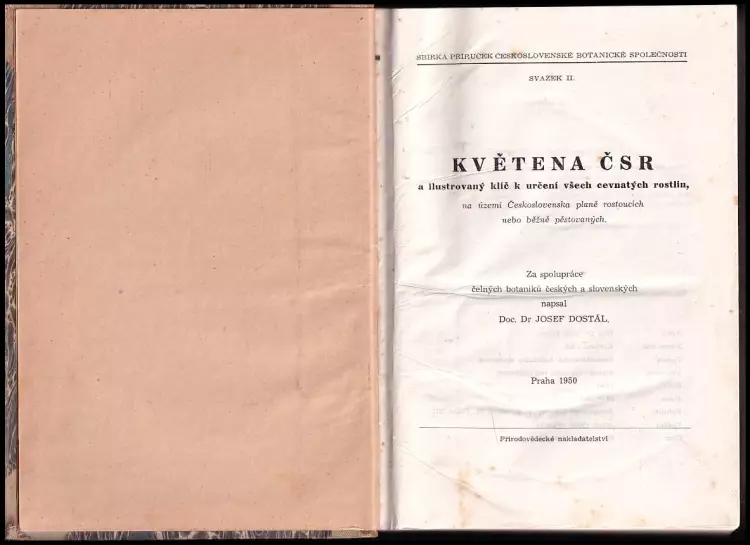 SBÍRKA PŘÍRUČEK ČESKOSLOVENSKÉ BOTANICKÉ SPOLEČNOSTI
SVAZEK II.
KVĚTENA ČSR
a ilustrovaný klíč k určení všech cevnatých rostlin,
na území Československa planě rostoucích
nebo běžně pěstovaných.
Za spolupráce
čelných botaniků českých a slovenských
napsal
Doc. Dr JOSEF DOSTÁL,
Praha 1950
Přírodovědecké nakladatelství